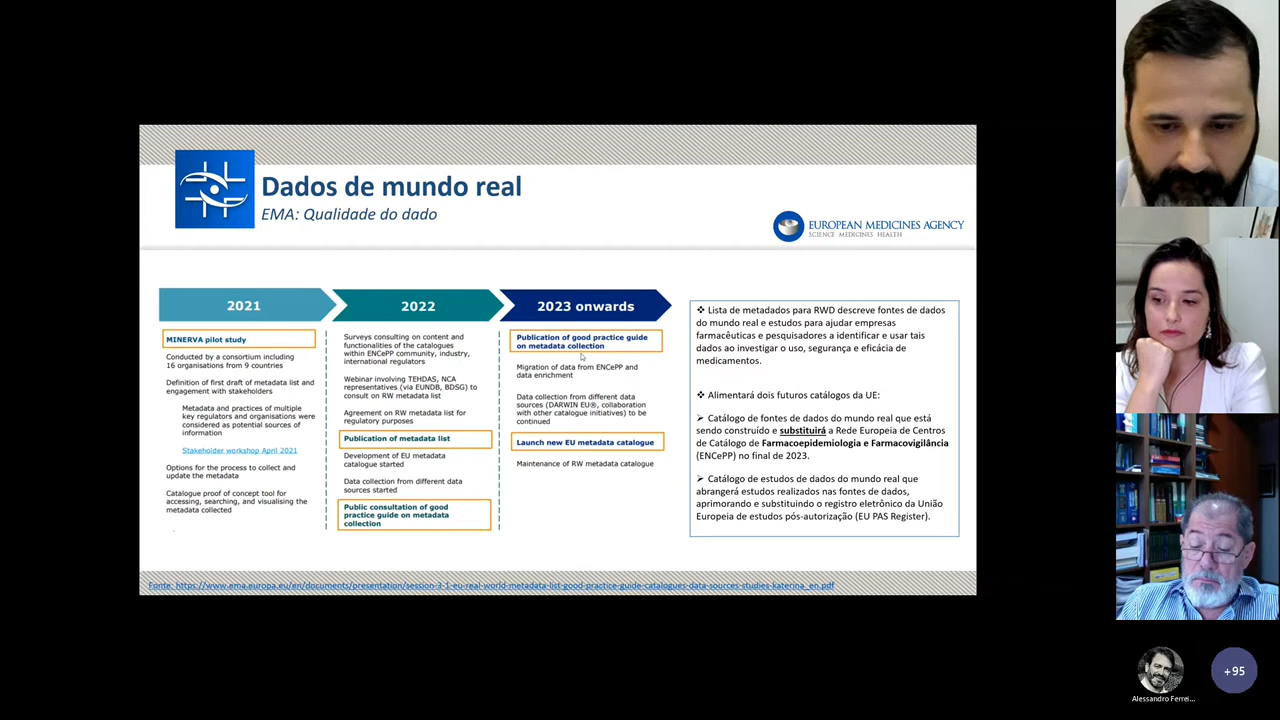 Dados de mundo real
EMA: Qualidade do dado
EUROPEAN MEDICINES AGENCY
SCIENCE MEDICINES HEALTH
2021
MINERVA pilot study
Conducted by a consortium including
16 organisations from 9 countries
Definition of first draft of metadata list and
engagement with stakeholders
Metadata and practices of multiple
key regulators and organisations were
considered as potential sources of
information
Stakeholder workshop April 2021
Options for the process to collect and
update the metadata
Catalogue proof of concept tool for
accessing, searching, and visualising the
metadata collected
2022
Surveys consulting on content and
functionalities of the catalogues
within ENCePP community, industry,
international regulators
Webinar involving TEHDAS, NCA
representatives (via EUNDB, BDSG) to
consult on RW metadata list
Agreement on RW metadata list for
regulatory purposes
Publication of metadata list
Development of EU metadata
catalogue started
Data collection from different data
sources started
Public consultation of good
practice guide on metadata
collection
2023 onwards
Publication of good practice guide
on metadata collection
Migration of data from ENCePP and
data enrichment
Data collection from different data
sources (DARWIN EU®, collaboration
with other catalogue initiatives) to be
continued
Launch new EU metadata catalogue
Maintenance of RW metadata catalogue
❖ Lista de metadados para RWD descreve fontes de dados
do mundo real e estudos para ajudar empresas
farmacêuticas e pesquisadores a identificar e usar tais
dados ao investigar o uso, segurança e eficácia de
medicamentos.
❖ Alimentará dois futuros catálogos da UE:
➢ Catálogo de fontes de dados do mundo real que está
sendo construído e substituirá a Rede Europeia de Centros
de Catálogo de Farmacoepidemiologia e Farmacovigilância
(ENCePP) no final de 2023.
➢ Catálogo de estudos de dados do mundo real que
abrangerá estudos realizados nas fontes de dados,
aprimorando e substituindo o registro eletrônico da União
Europeia de estudos pós-autorização (EU PAS Register).
Fonte: https://www.ema.europa.eu/en/documents/presentation/session-3-1-eu-real-world-metadata-list-good-practice-guide-catalogues-data-sources-studies-katerina_en.pdf
+95
Alessandro Ferrei...